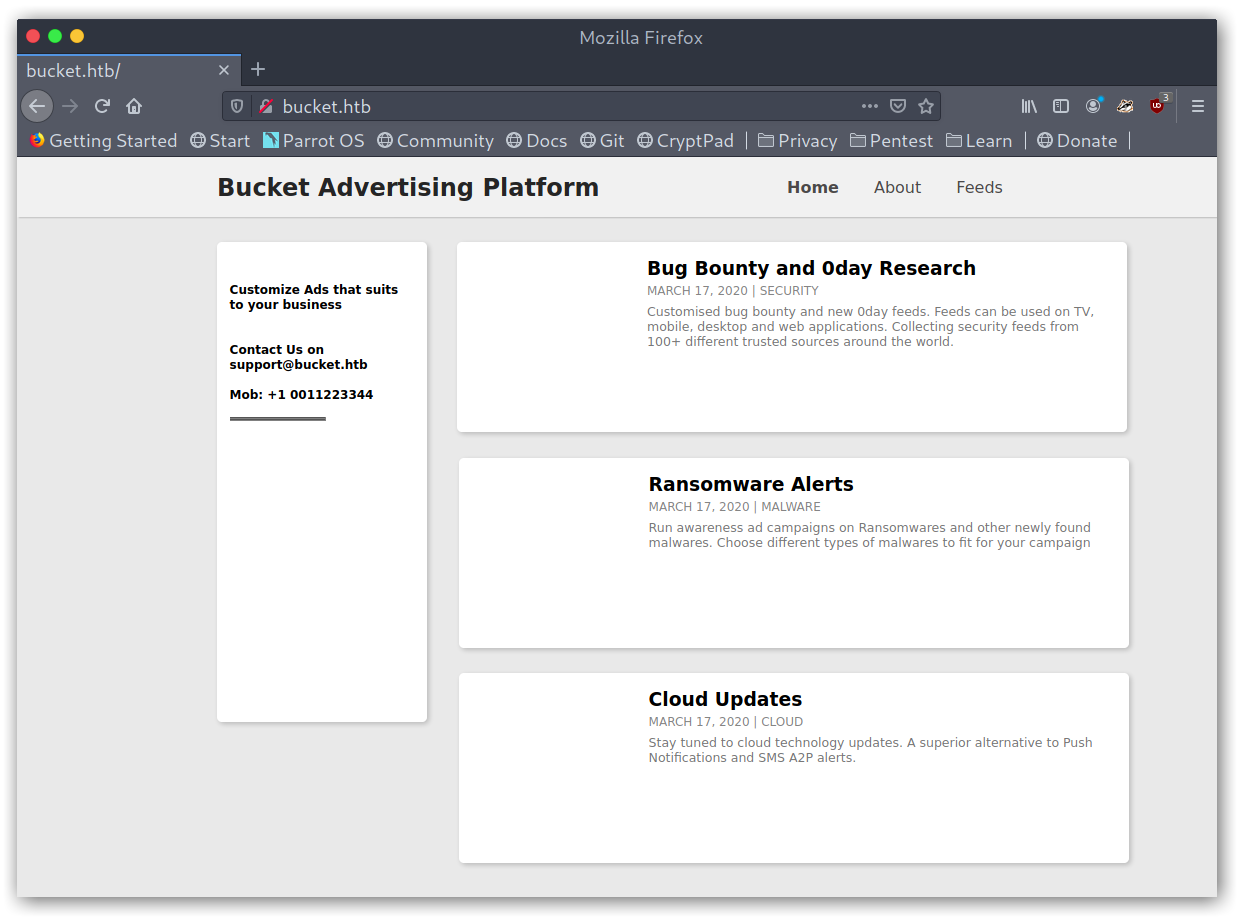 Mozilla Firefox
bucket.htb/
bucket.htb
3
Getting Started Start Parrot OS Community Docs Git CryptPad Privacy Pentest Learn Donate
Bucket Advertising Platform
Home About Feeds
Customize Ads that suits
to your business
Contact Us on
support@bucket.htb
Mob: +1 0011223344
Bug Bounty and 0day Research
MARCH 17, 2020 | SECURITY
Customised bug bounty and new 0day feeds. Feeds can be used on TV,
mobile, desktop and web applications. Collecting security feeds from
100+ different trusted sources around the world.
Ransomware Alerts
MARCH 17, 2020 | MALWARE
Run awareness ad campaigns on Ransomwares and other newly found
malwares. Choose different types of malwares to fit for your campaign
Cloud Updates
MARCH 17, 2020 | CLOUD
Stay tuned to cloud technology updates. A superior alternative to Push
Notifications and SMS A2P alerts.